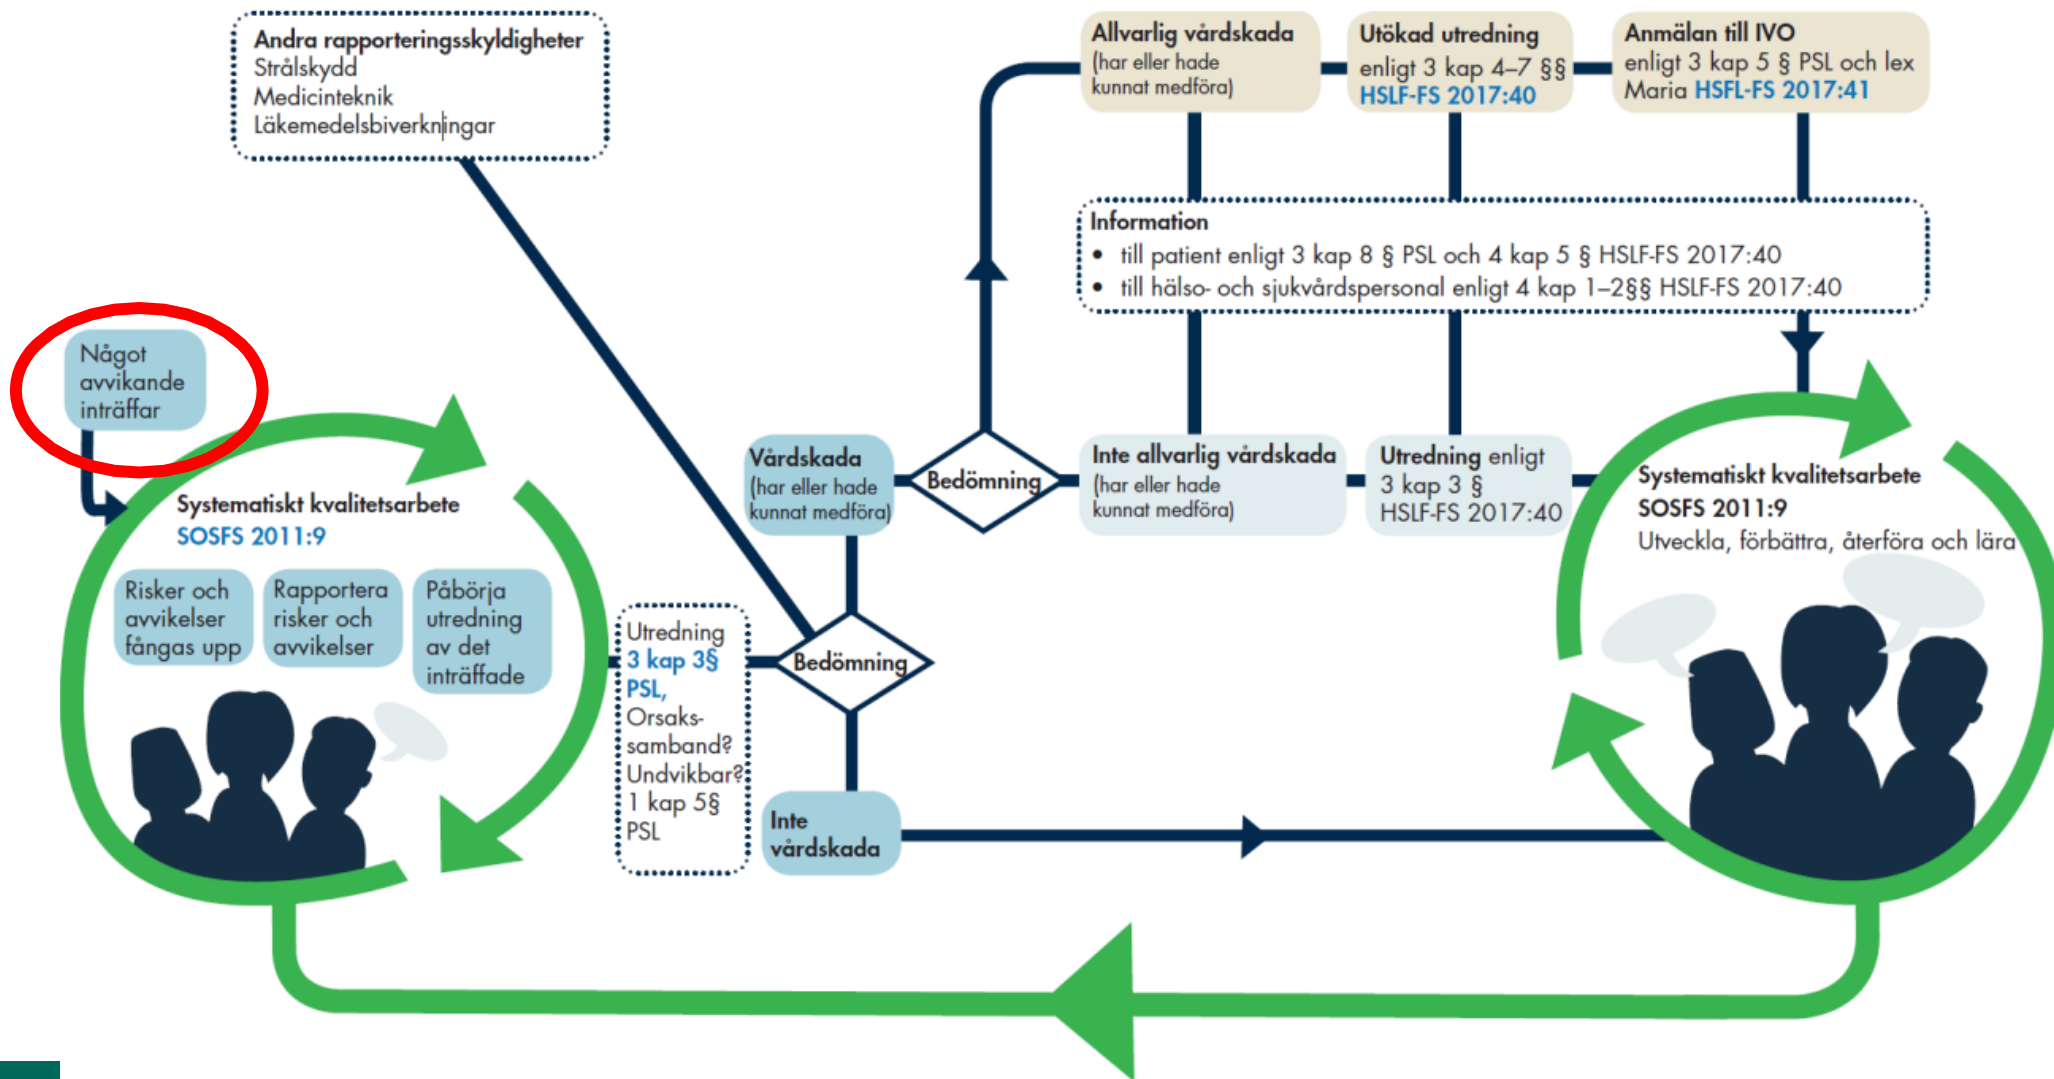 Andra rapporteringsskyldigheter
Strålskydd
Medicinteknik
Läkemedelsbiverkningar
Allvarlig vårdskada
(har eller hade
kunnat medföra)
Utökad utredning
enligt 3 kap 4–7 §§
HSLF-FS 2017:40
Anmälan till IVO
enligt 3 kap 5 § PSL och lex
Maria HSFL-FS 2017:41
Information
• till patient enligt 3 kap 8 § PSL och 4 kap 5 § HSLF-FS 2017:40
• till hälso- och sjukvårdspersonal enligt 4 kap 1–2§§ HSLF-FS 2017:40
Något
avvikande
inträffar
Systematiskt kvalitetsarbete
SOSFS 2011:9
Risker och
avvikelser
fångas upp
Rapportera
risker och
avvikelser
Påbörja
utredning
av det
inträffade
Utredning
3 kap 3§
PSL,
Orsaks-
samband?
Undvikbar?
1 kap 5§
PSL
Bedömning
Vårdskada
(har eller hade
kunnat medföra)
Bedömning
Inte allvarlig vårdskada
(har eller hade
kunnat medföra)
Utredning enligt
3 kap 3 §
HSLF-FS 2017:40
Inte
vårdskada
Systematiskt kvalitetsarbete
SOSFS 2011:9
Utveckla, förbättra, återföra och lära